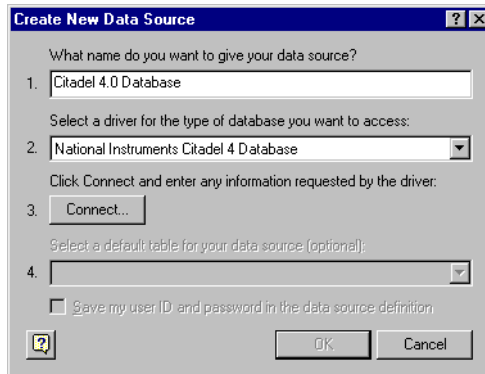 Create New Data Source
What name do you want to give your data source?
1. Citadel 4.0 Database
Select a driver for the type of database you want to access:
2. National Instruments Citadel 4 Database
Click Connect and enter any information requested by the driver:
3. Connect...
Select a default table for your data source (optional):
4.
Save my user ID and password in the data source definition
OK Cancel